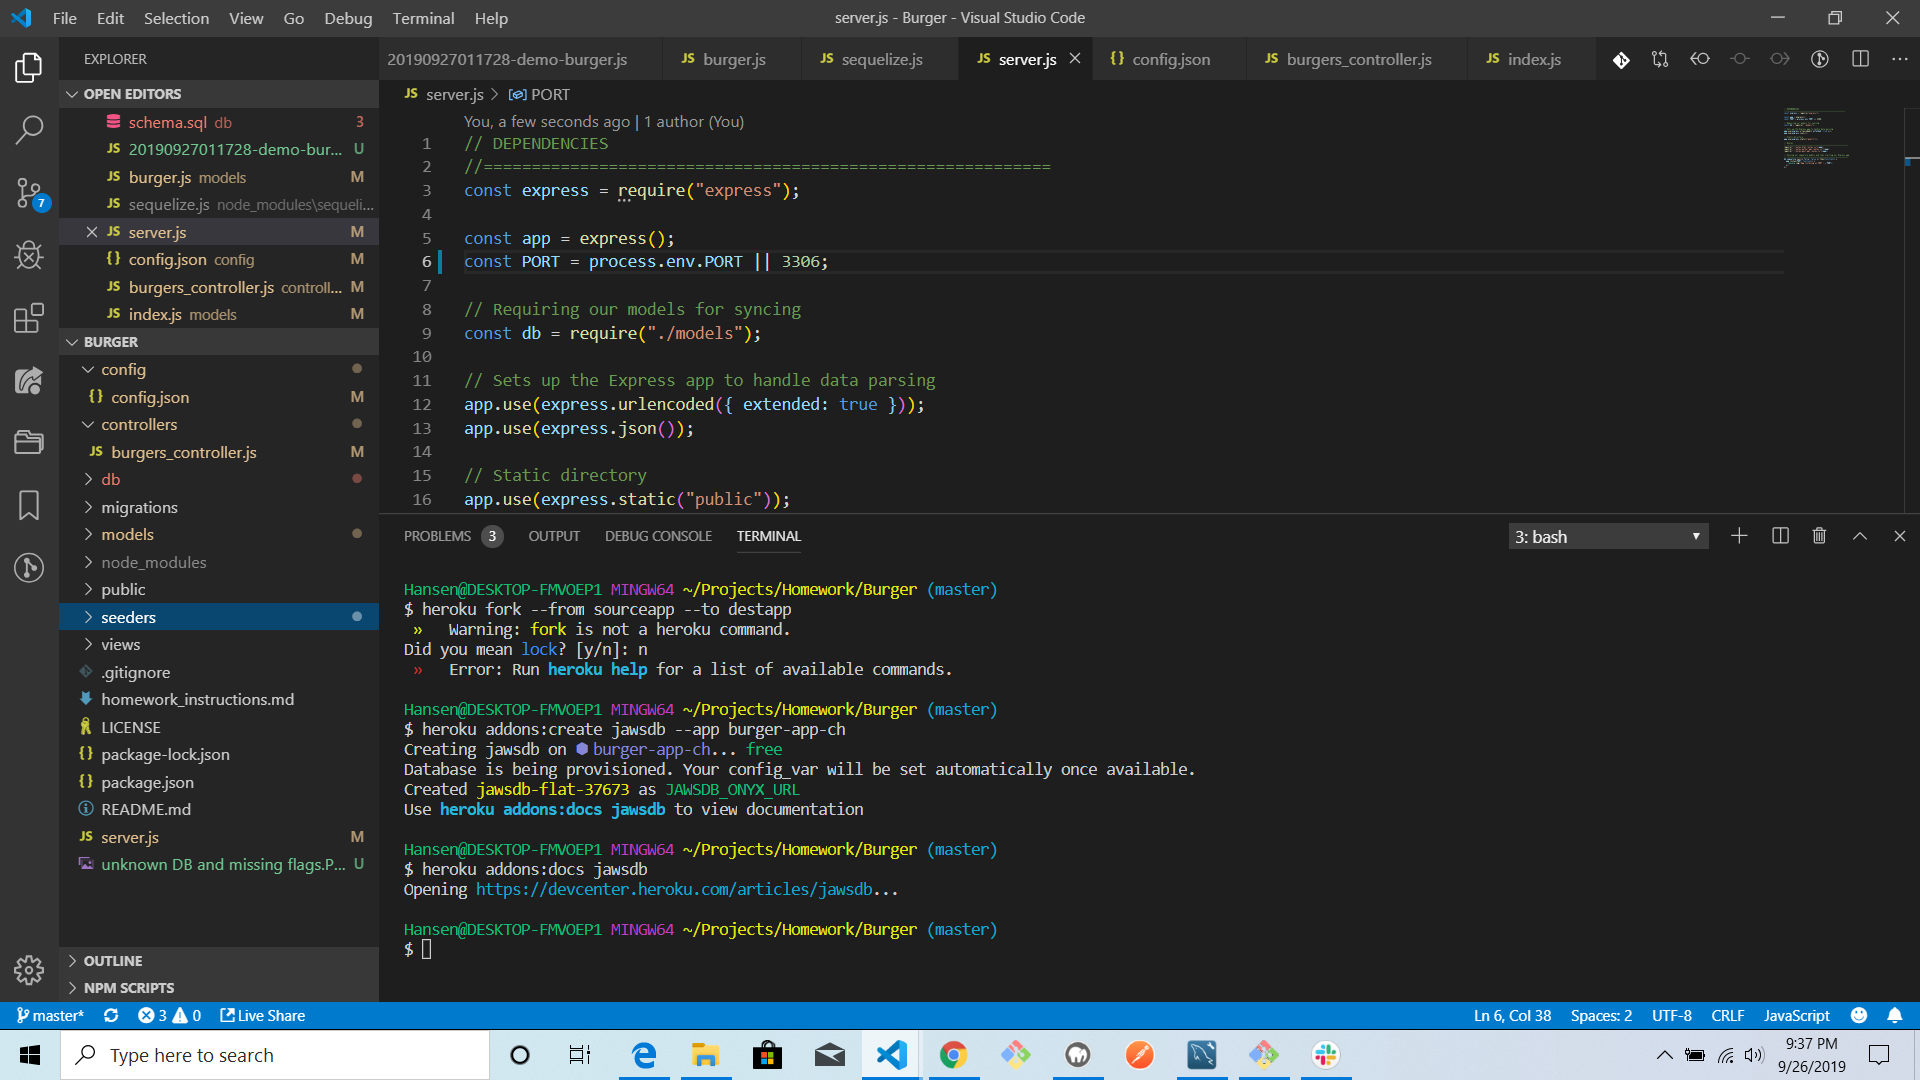 File Edit Selection View Go Debug Terminal Help
server.js - Burger - Visual Studio Code
EXPLORER
20190927011728-demo-burger.js
JS burger.js
JS sequelize.js
JS server.js
{} config.json
JS burgers_controller.js
JS index.js
OPEN EDITORS
schema.sql db 3
JS 20190927011728-demo-bur... U
JS burger.js models M
JS sequelize.js node_modules\sequeli...
JS server.js M
{} config.json config M
JS burgers_controller.js controll... M
JS index.js models M
7
BURGER
config
{} config.json M
controllers
JS burgers_controller.js M
db
migrations
models
node_modules
public
seeders
views
.gitignore
homework_instructions.md
LICENSE
{} package-lock.json
{} package.json
README.md
JS server.js M
unknown DB and missing flags.P... U
OUTLINE
NPM SCRIPTS
JS server.js > PORT
You, a few seconds ago | 1 author (You)
1 // DEPENDENCIES
2 //===========================================================
3 const express = require("express");
4
5 const app = express();
6 const PORT = process.env.PORT || 3306;
7
8 // Requiring our models for syncing
9 const db = require("./models");
10
11 // Sets up the Express app to handle data parsing
12 app.use(express.urlencoded({ extended: true }));
13 app.use(express.json());
14
15 // Static directory
16 app.use(express.static("public"));
PROBLEMS 3 OUTPUT DEBUG CONSOLE TERMINAL
3: bash
Hansen@DESKTOP-FMVOEP1 MINGW64 ~/Projects/Homework/Burger (master)
$ heroku fork --from sourceapp --to destapp
» Warning: fork is not a heroku command.
Did you mean lock? [y/n]: n
» Error: Run heroku help for a list of available commands.
Hansen@DESKTOP-FMVOEP1 MINGW64 ~/Projects/Homework/Burger (master)
$ heroku addons:create jawsdb --app burger-app-ch
Creating jawsdb on ⬢ burger-app-ch... free
Database is being provisioned. Your config_var will be set automatically once available.
Created jawsdb-flat-37673 as JAWSDB_ONYX_URL
Use heroku addons:docs jawsdb to view documentation
Hansen@DESKTOP-FMVOEP1 MINGW64 ~/Projects/Homework/Burger (master)
$ heroku addons:docs jawsdb
Opening https://devcenter.heroku.com/articles/jawsdb...
Hansen@DESKTOP-FMVOEP1 MINGW64 ~/Projects/Homework/Burger (master)
$
master* 3 0 Live Share
Ln 6, Col 38 Spaces: 2 UTF-8 CRLF JavaScript
Type here to search
9:37 PM
9/26/2019